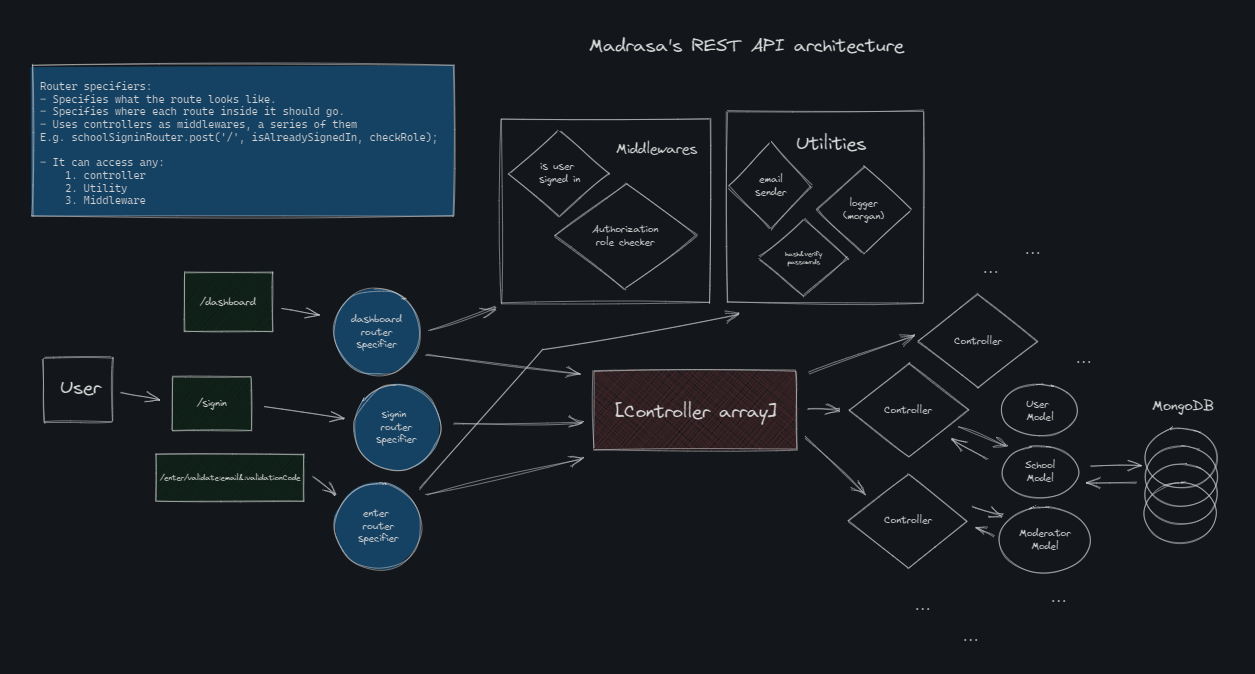 Madrasa's REST API architecture
Router specifiers:
- Specifies what the route looks like.
- Specifies where each route inside it should go.
- Uses controllers as middlewares, a series of them
E.g. schoolSigninRouter.post('/', isAlreadySignedIn, checkRole);
- It can access any:
1. controller
2. Utility
3. Middleware
Middlewares
is user
signed in
Authorization
role checker
Utilities
email
sender
logger
(morgan)
hash&verify
passwords
/dashboard
dashboard
router
specifier
User
/Signin
Signin
router
specifier
/enter/validate:email&:validationCode
enter
router
specifier
[Controller array]
...
...
Controller
...
Controller
User
Model
MongoDB
School
Model
Controller
Moderator
Model
...
...
...